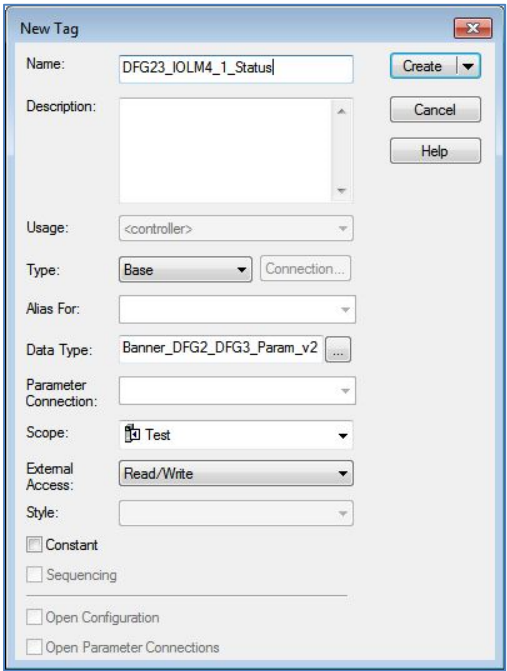 New Tag
Name: DFG23_IOLM4_1_Status Create
Description: Cancel
Help
Usage: <controller>
Type: Base Connection...
Alias For:
Data Type: Banner_DFG2_DFG3_Param_v2 ...
Parameter
Connection:
Scope: Test
External
Access: Read/Write
Style:
Constant
Sequencing
Open Configuration
Open Parameter Connections